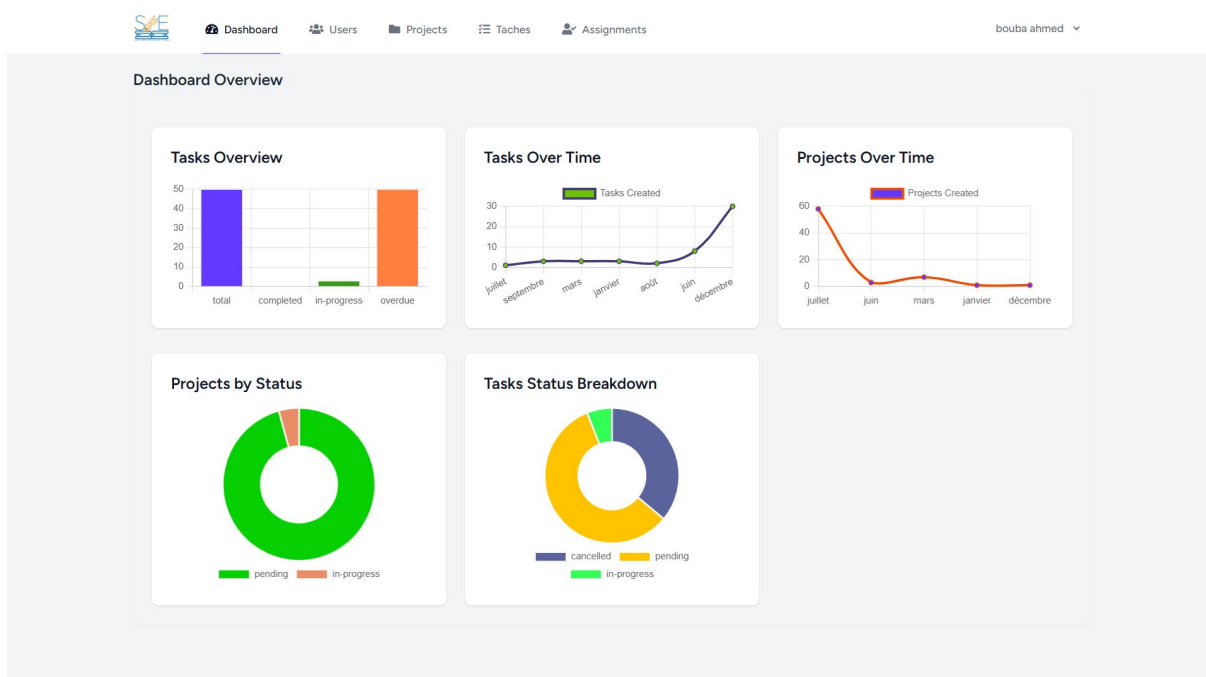 S4E
Dashboard Users Projects Taches Assignments bouba ahmed
Dashboard Overview
Tasks Overview
50
40
30
20
10
0
total completed in-progress overdue
Tasks Over Time
Tasks Created
30
20
10
0
juillet septembre mars janvier août juin décembre
Projects Over Time
Projects Created
60
40
20
0
juillet juin mars janvier décembre
Projects by Status
pending in-progress
Tasks Status Breakdown
cancelled pending
in-progress